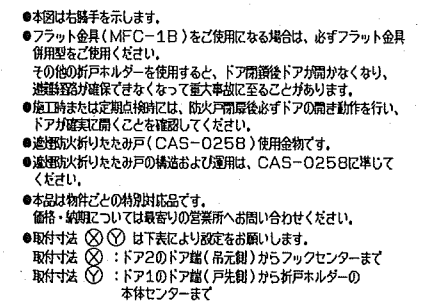 ●本図は右勝手を示します。
●フラット金具(MFC-1B)をご使用になる場合は、必ずフラット金具
併用型をご使用ください。
その他の折戸ホルダーを使用すると、ドア閉鎖後ドアが開かなくなり、
避難経路が確保できなくなって重大事故に至ることがあります。
●施工時または定期点検時には、防火戸閉扉後必ずドアの開き動作を行い、
ドアが確実に開くことを確認してください。
●遮煙防火折りたたみ戸(CAS-0258)使用金物です。
●遮煙防火折りたたみ戸の構造および運用は、CAS-0258に準じて
ください。
●本品は物件ごとの特別対応品です。
価格・納期については最寄りの営業所へお問い合わせください。
●取付寸法 Ⓧ Ⓨ は下表により設定をお願いします。
取付寸法 Ⓧ :ドア2のドア端(吊元側)からフックセンターまで
取付寸法 Ⓨ :ドア1のドア端(戸先側)から折戸ホルダーの
本体センターまで